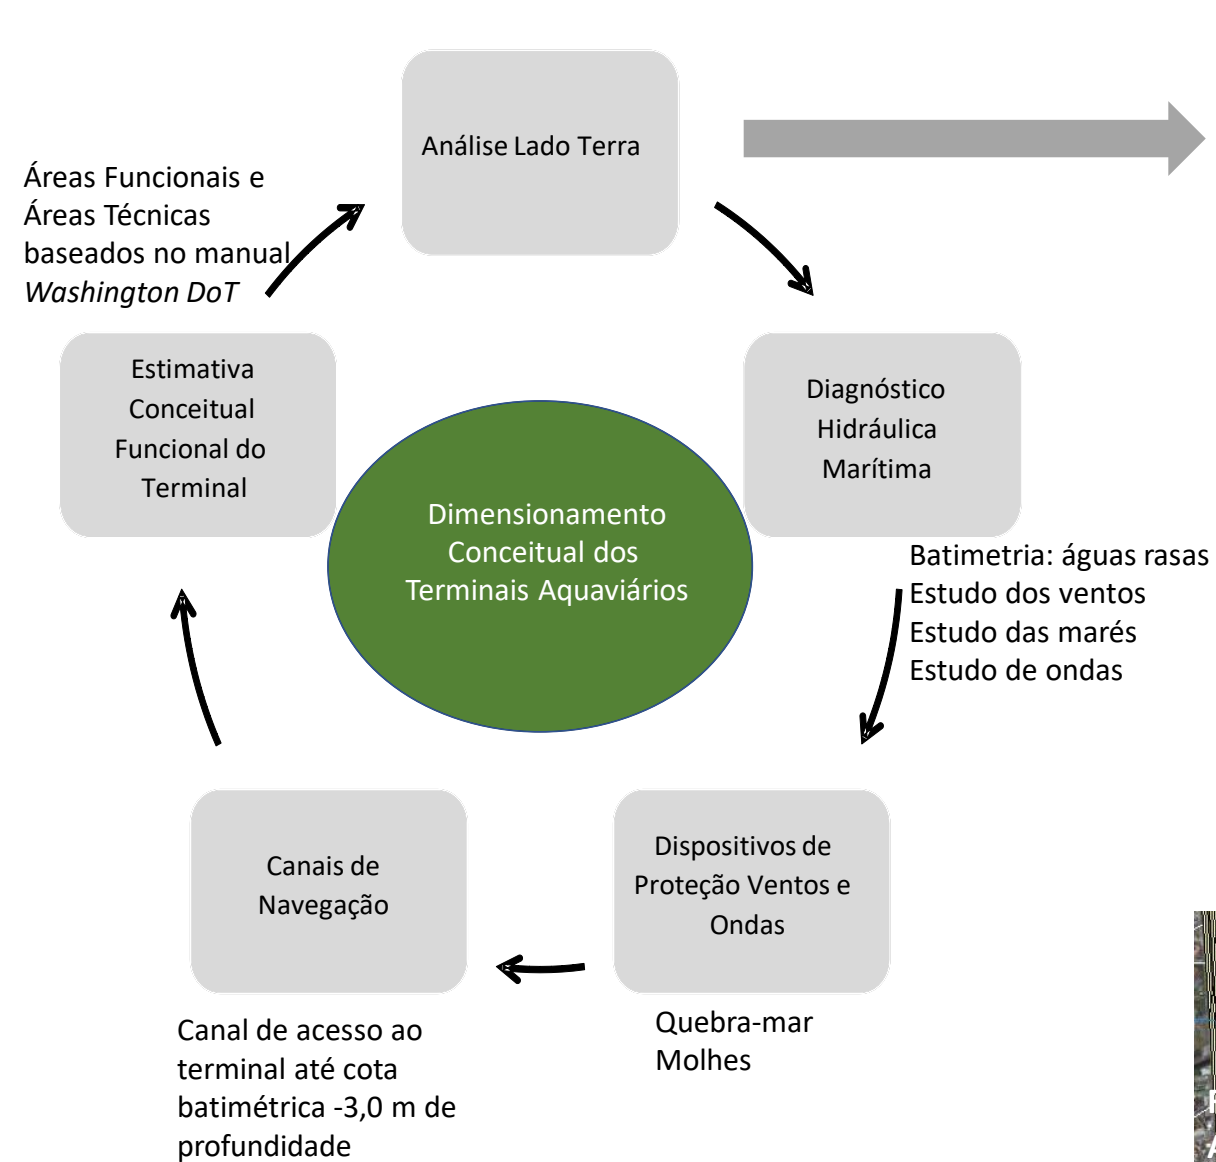 Análise Lado Terra
Áreas Funcionais e
Áreas Técnicas
baseados no manual
Washington DoT
Estimativa
Conceitual
Funcional do
Terminal
Diagnóstico
Hidráulica
Marítima
Dimensionamento
Conceitual dos
Terminais Aquaviários
Batimetria: águas rasas
Estudo dos ventos
Estudo das marés
Estudo de ondas
Canais de
Navegação
Dispositivos de
Proteção Ventos e
Ondas
Quebra-mar
Molhes
Canal de acesso ao
terminal até cota
batimétrica -3,0 m de
profundidade